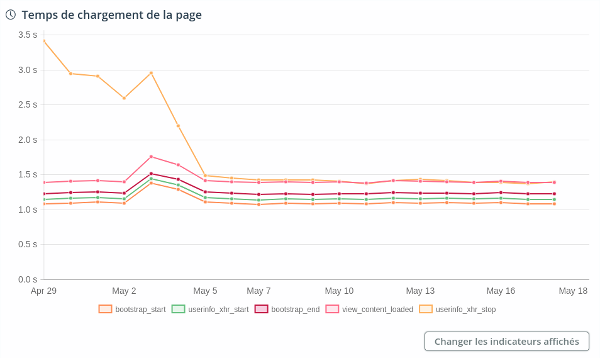 Temps de chargement de la page
3.5 s
3.0 s
2.5 s
2.0 s
1.5 s
1.0 s
0.5 s
0.0 s
Apr 29 May 2 May 5 May 7 May 10 May 13 May 16 May 18
bootstrap_start userinfo_xhr_start bootstrap_end view_content_loaded userinfo_xhr_stop
Changer les indicateurs affichés